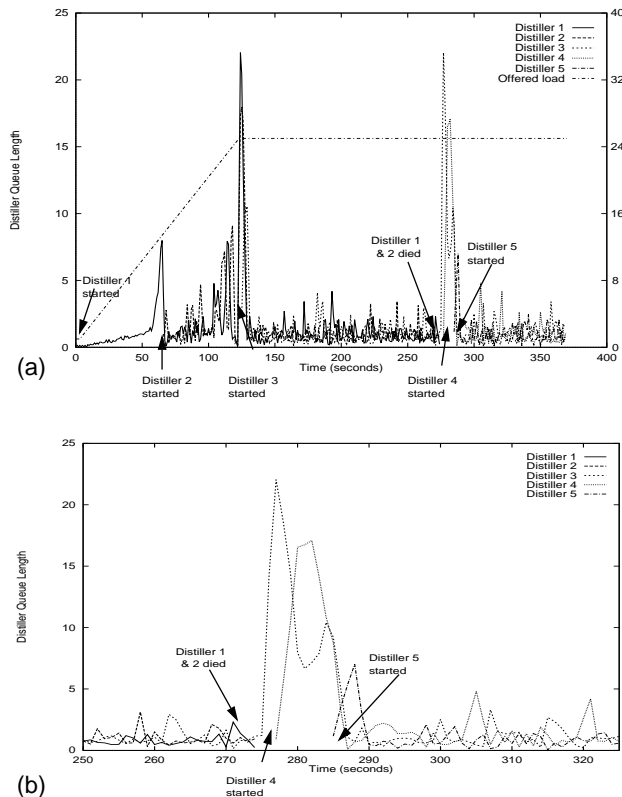 Distiller 1
Distiller 2
Distiller 3
Distiller 4
Distiller 5
Offered load
25
20
15
10
5
0
40
32
24
16
8
0
Distiller Queue Length
Distiller 1
started
Distiller 1
& 2 died
Distiller 5
started
0
50
100
150
200
250
300
350
400
Time (seconds)
Distiller 2
started
Distiller 3
started
Distiller 4
started
(a)
Distiller 1
Distiller 2
Distiller 3
Distiller 4
Distiller 5
25
20
15
10
5
0
Distiller Queue Length
Distiller 1
& 2 died
Distiller 5
started
250
260
270
280
290
300
310
320
Time (seconds)
Distiller 4
started
(b)